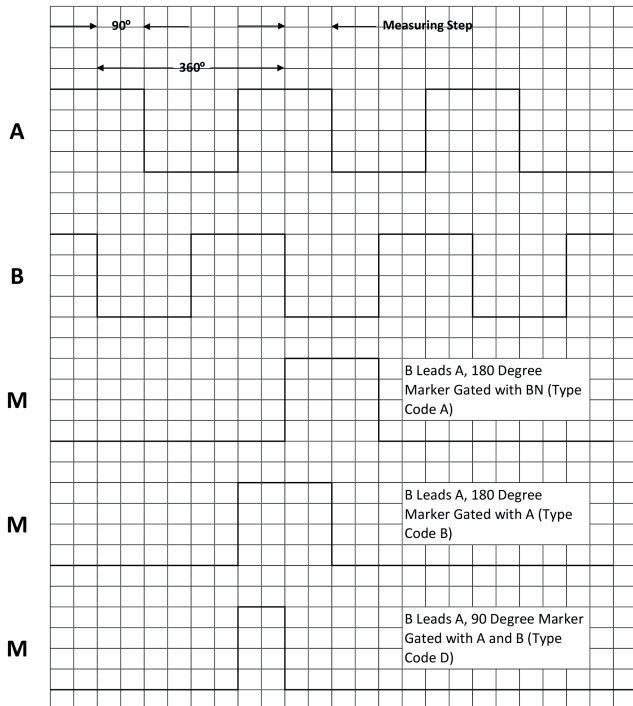 90º
Measuring Step
360º
A
B
M
B Leads A, 180 Degree
Marker Gated with BN (Type
Code A)
M
B Leads A, 180 Degree
Marker Gated with A (Type
Code B)
M
B Leads A, 90 Degree Marker
Gated with A and B (Type
Code D)